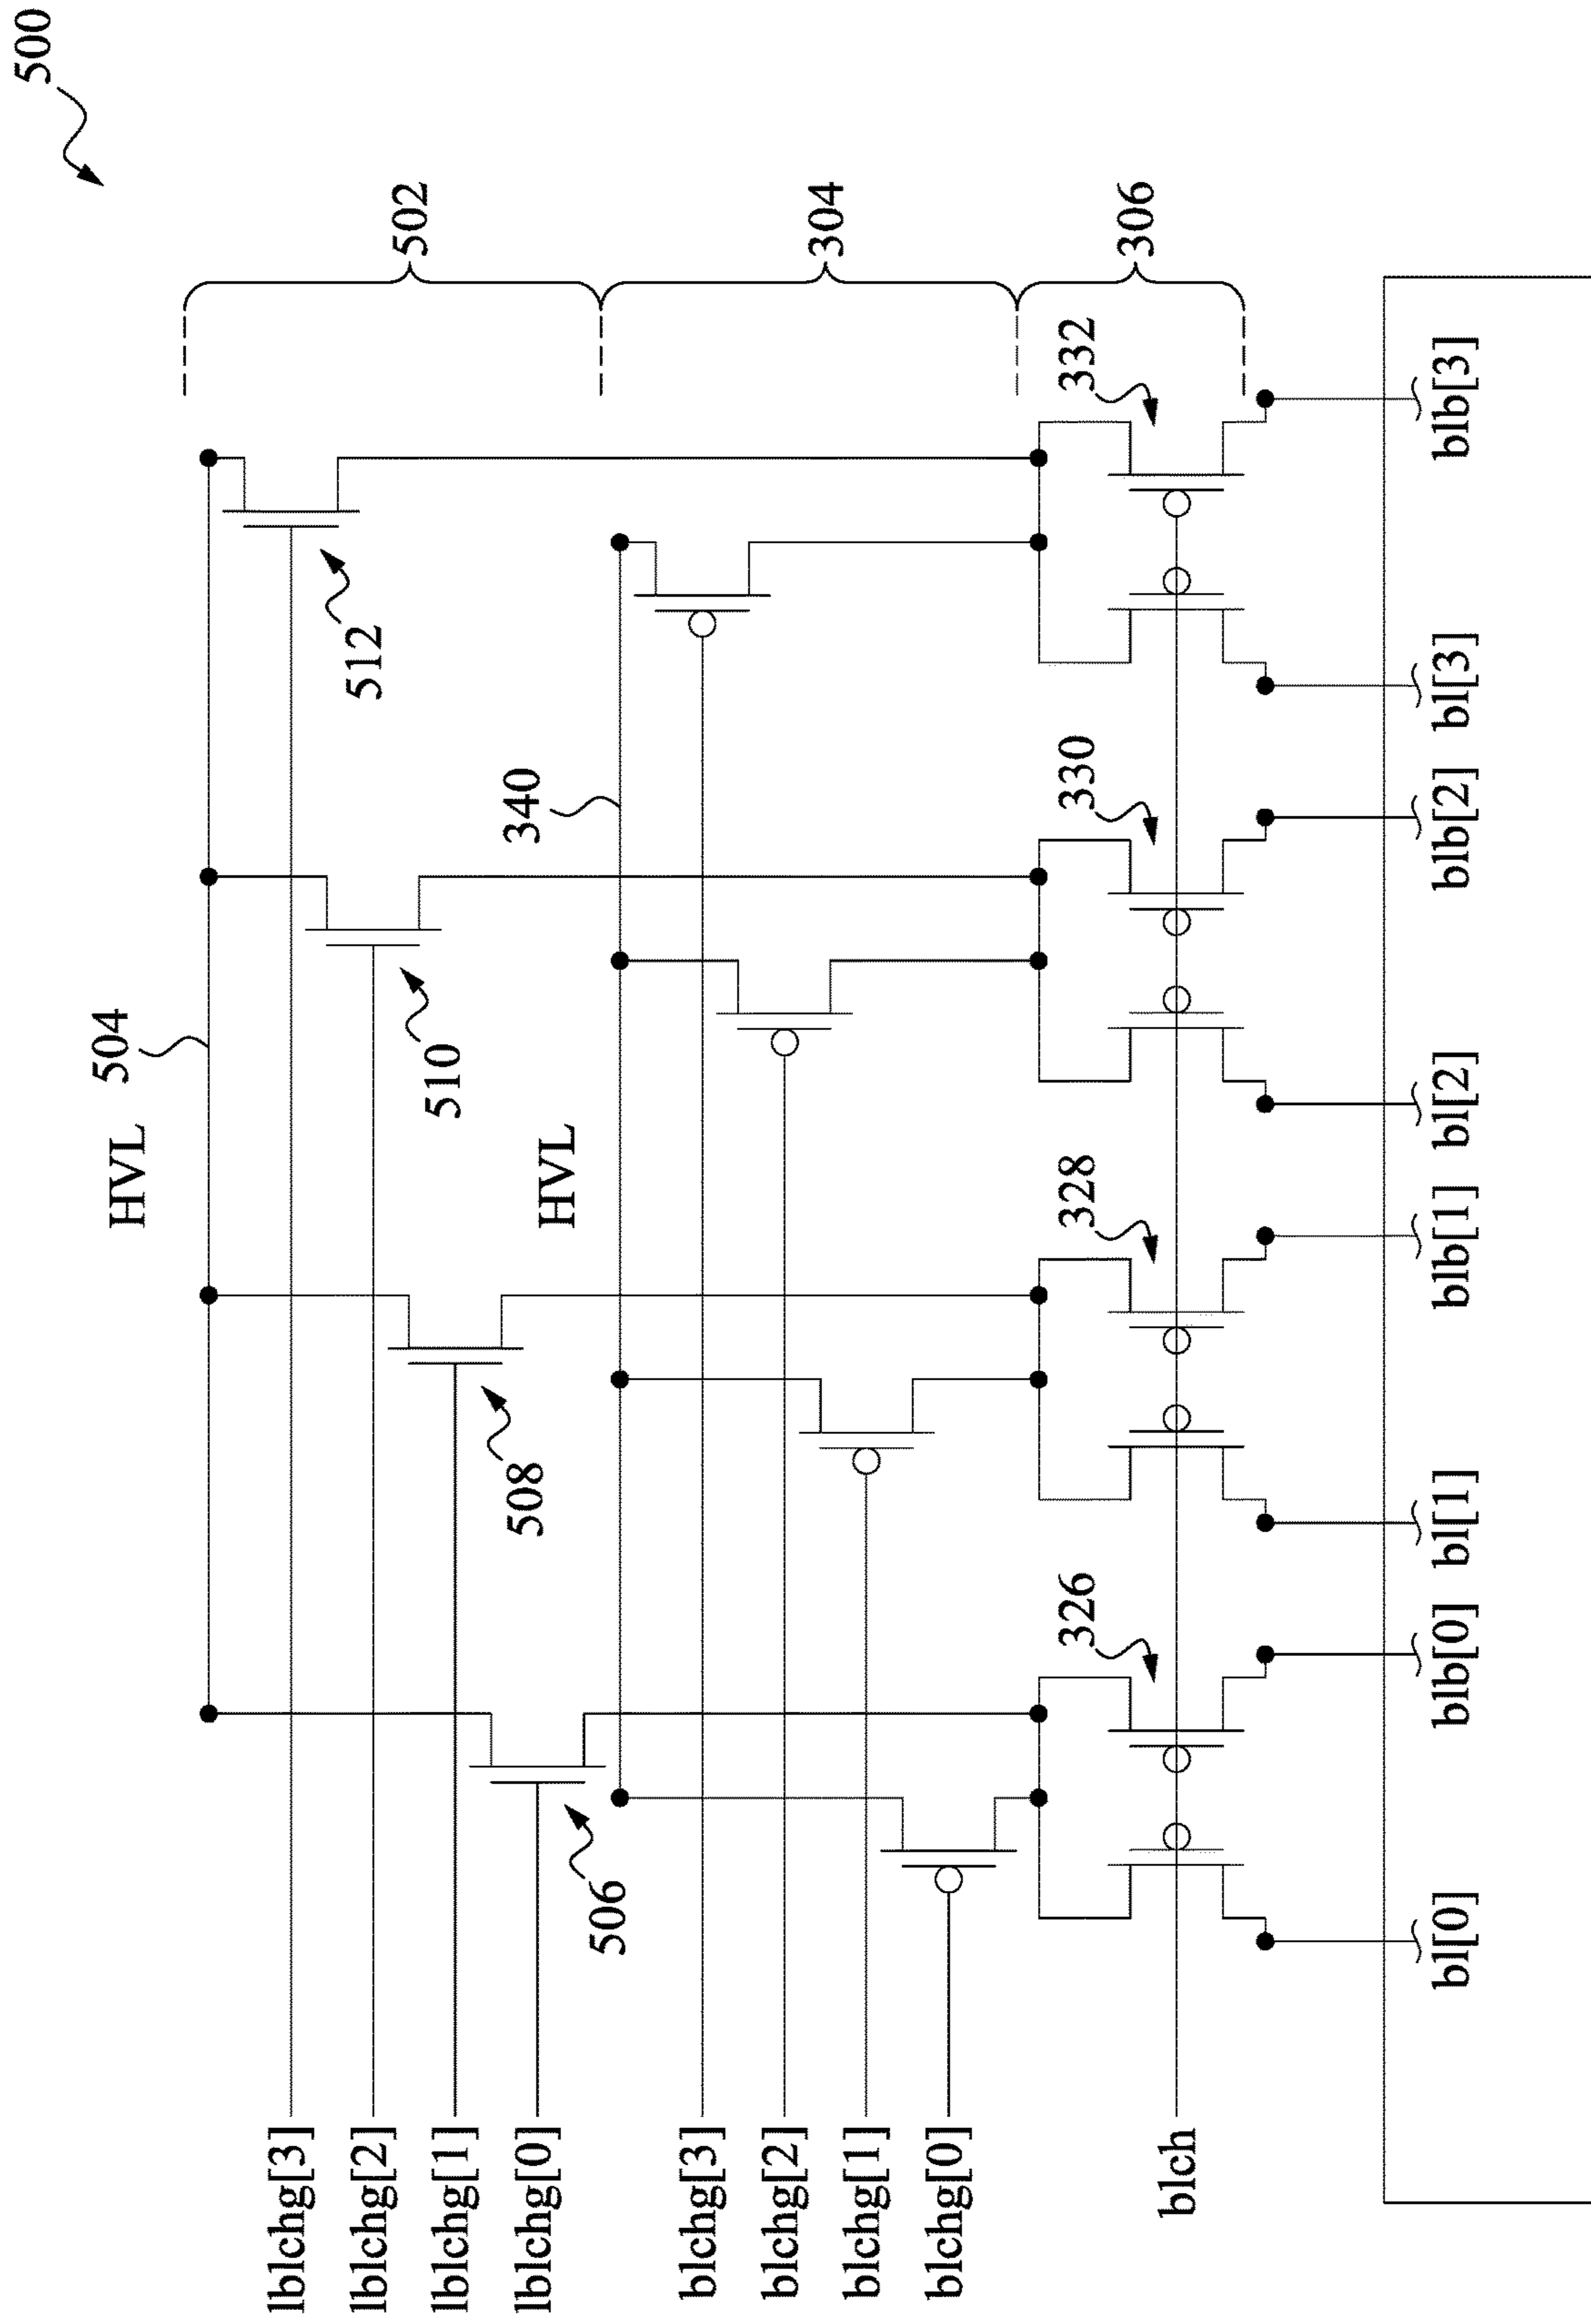 500
502
304
306
HVL 504
HVL
340
512
510
508
506
326
328
330
332
lblchg[3]
lblchg[2]
lblchg[1]
lblchg[0]
blchg[3]
blchg[2]
blchg[1]
blchg[0]
blch
bl[0] blb[0] bl[1] blb[1] bl[2] blb[2] bl[3] blb[3]